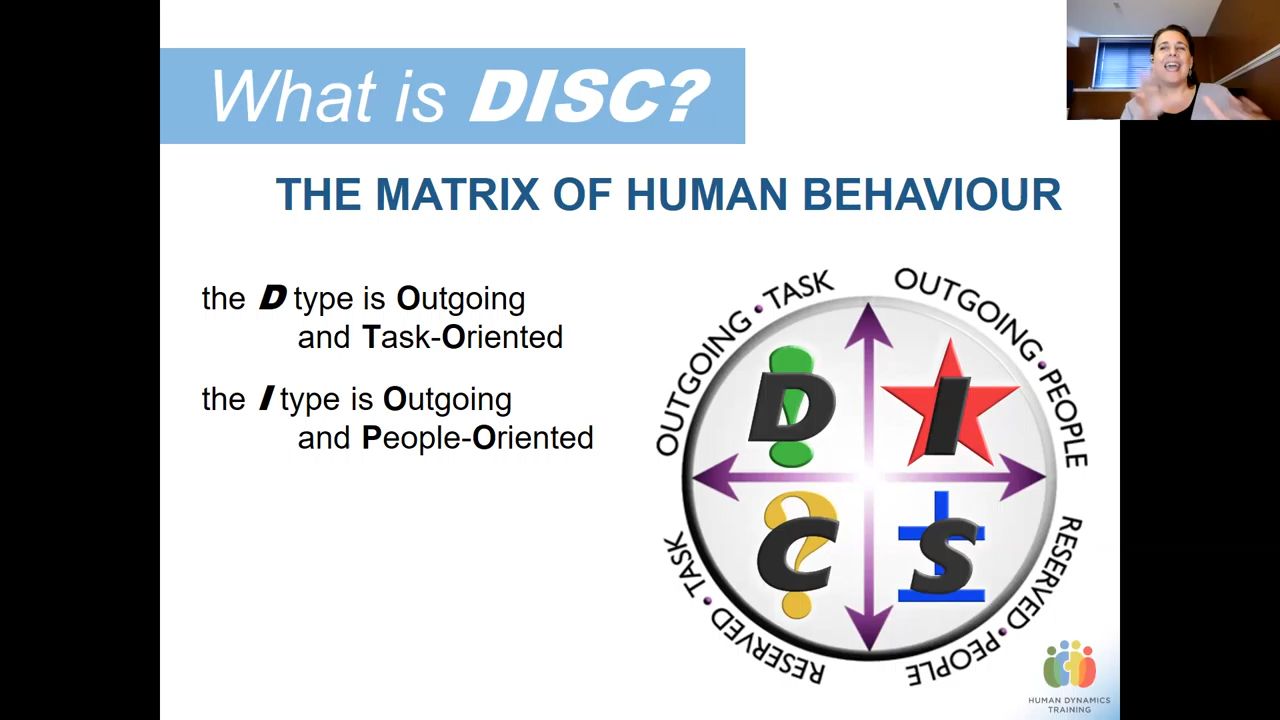 What is DISC?
THE MATRIX OF HUMAN BEHAVIOUR
the D type is Outgoing
and Task-Oriented
the I type is Outgoing
and People-Oriented
OUTGOING • TASK
OUTGOING • PEOPLE
D
I
C
S
RESERVED • TASK
RESERVED • PEOPLE
HUMAN DYNAMICS
TRAINING